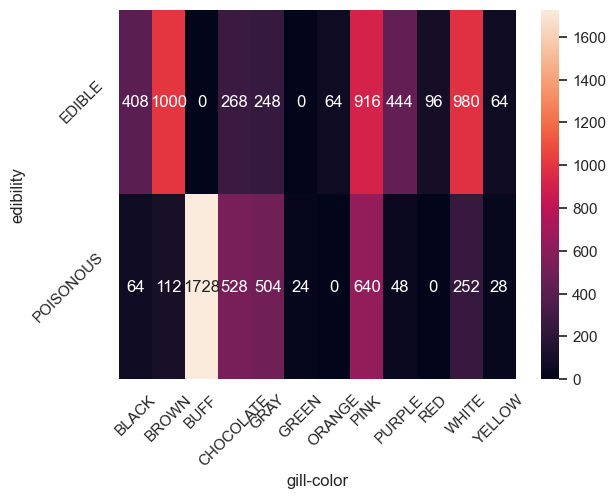 EDIBLE
408 1000 0 268 248 0 64 916 444 96 980 64
edibility
POISONOUS
64 112 1728 528 504 24 0 640 48 0 252 28
BLACK BROWN BUFF CHOCOLATE GRAY GREEN ORANGE PINK PURPLE RED WHITE YELLOW
gill-color
1600
1400
1200
1000
800
600
400
200
0